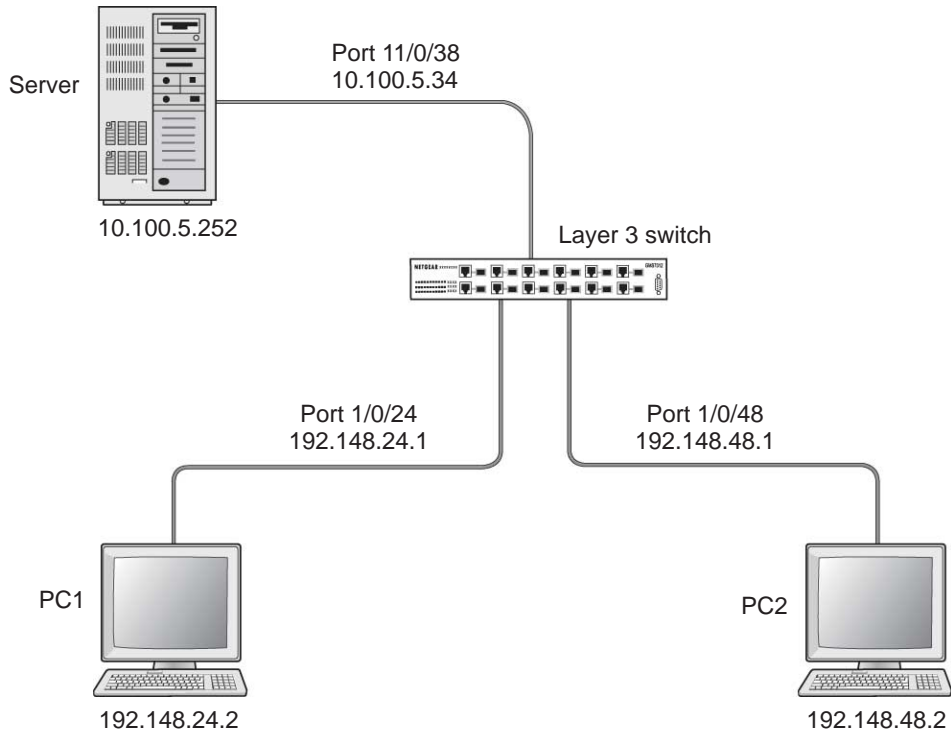 Port 11/0/38
10.100.5.34
Server
10.100.5.252
Layer 3 switch
NETGEAR
Port 1/0/24
192.148.24.1
Port 1/0/48
192.148.48.1
PC1
PC2
192.148.24.2
192.148.48.2